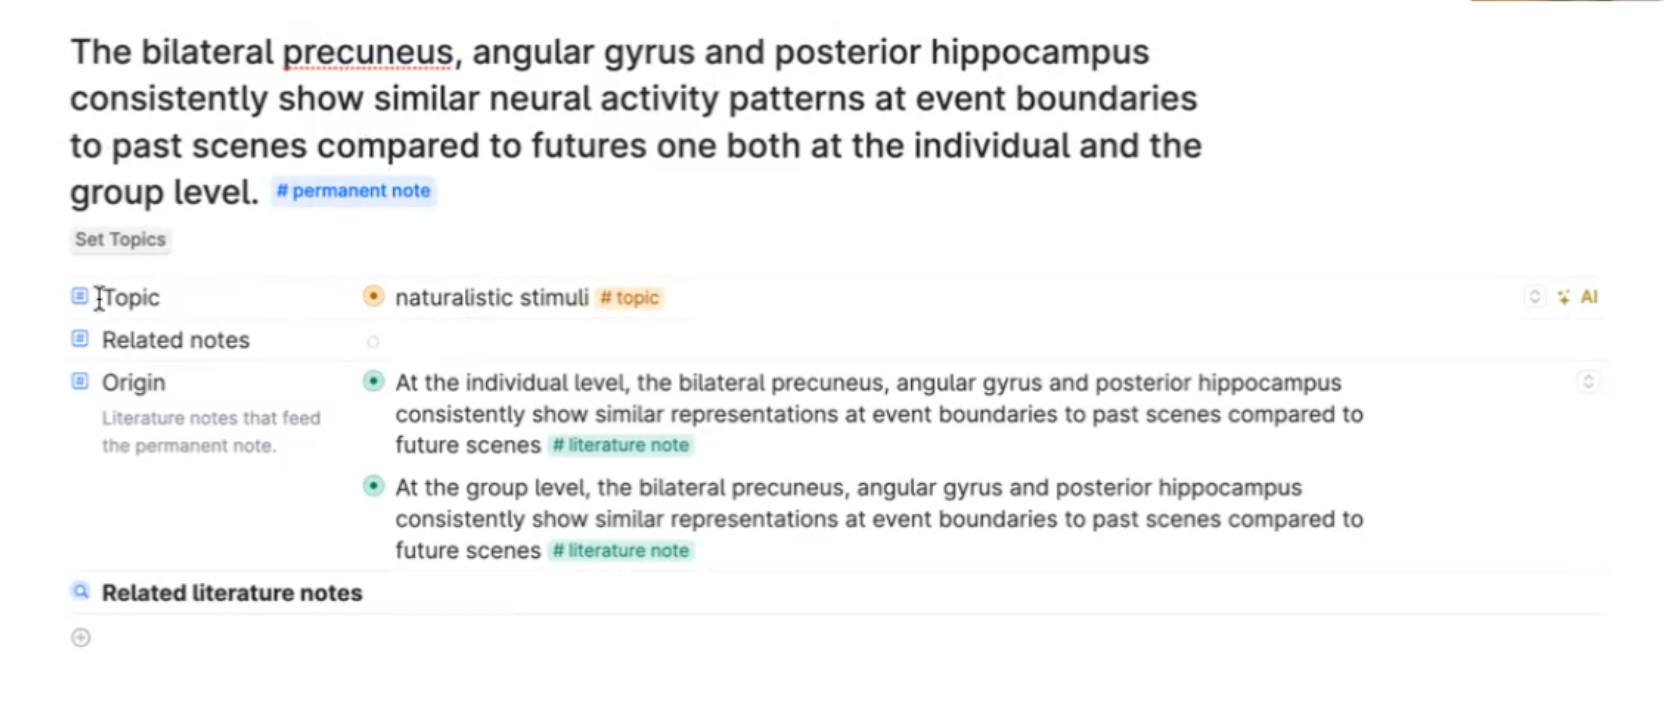 The bilateral precuneus, angular gyrus and posterior hippocampus
consistently show similar neural activity patterns at event boundaries
to past scenes compared to futures one both at the individual and the
group level. # permanent note
Set Topics
Topic
naturalistic stimuli # topic
AI
Related notes
Origin
Literature notes that feed
the permanent note.
At the individual level, the bilateral precuneus, angular gyrus and posterior hippocampus
consistently show similar representations at event boundaries to past scenes compared to
future scenes # literature note
At the group level, the bilateral precuneus, angular gyrus and posterior hippocampus
consistently show similar representations at event boundaries to past scenes compared to
future scenes # literature note
Related literature notes